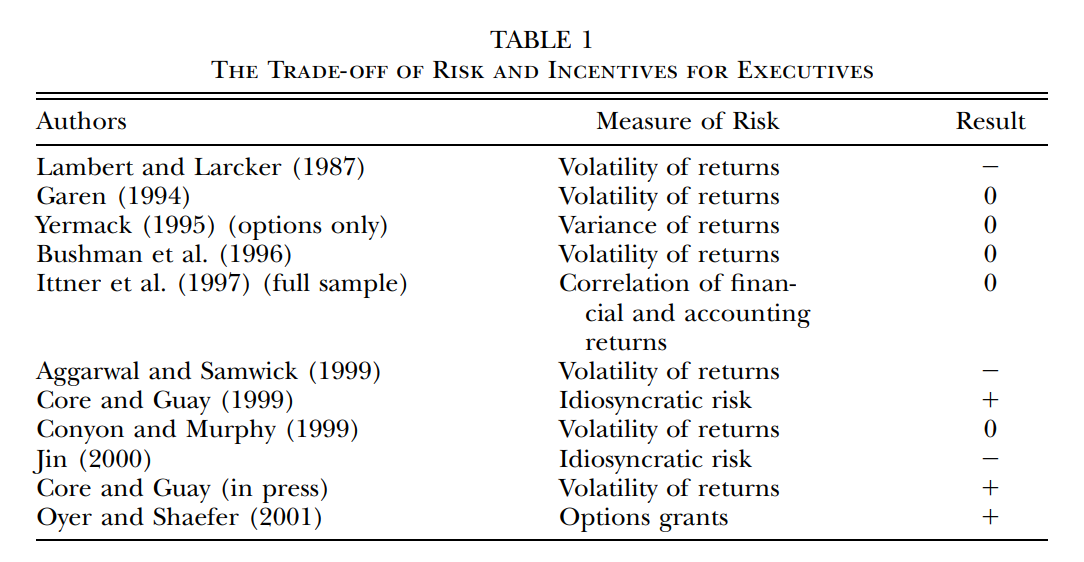 TABLE 1
The Trade-off of Risk and Incentives for Executives
Authors Measure of Risk Result
Lambert and Larcker (1987) Volatility of returns −
Garen (1994) Volatility of returns 0
Yermack (1995) (options only) Variance of returns 0
Bushman et al. (1996) Volatility of returns 0
Ittner et al. (1997) (full sample) Correlation of finan- 0
cial and accounting
returns
Aggarwal and Samwick (1999) Volatility of returns −
Core and Guay (1999) Idiosyncratic risk +
Conyon and Murphy (1999) Volatility of returns 0
Jin (2000) Idiosyncratic risk −
Core and Guay (in press) Volatility of returns +
Oyer and Shaefer (2001) Options grants +